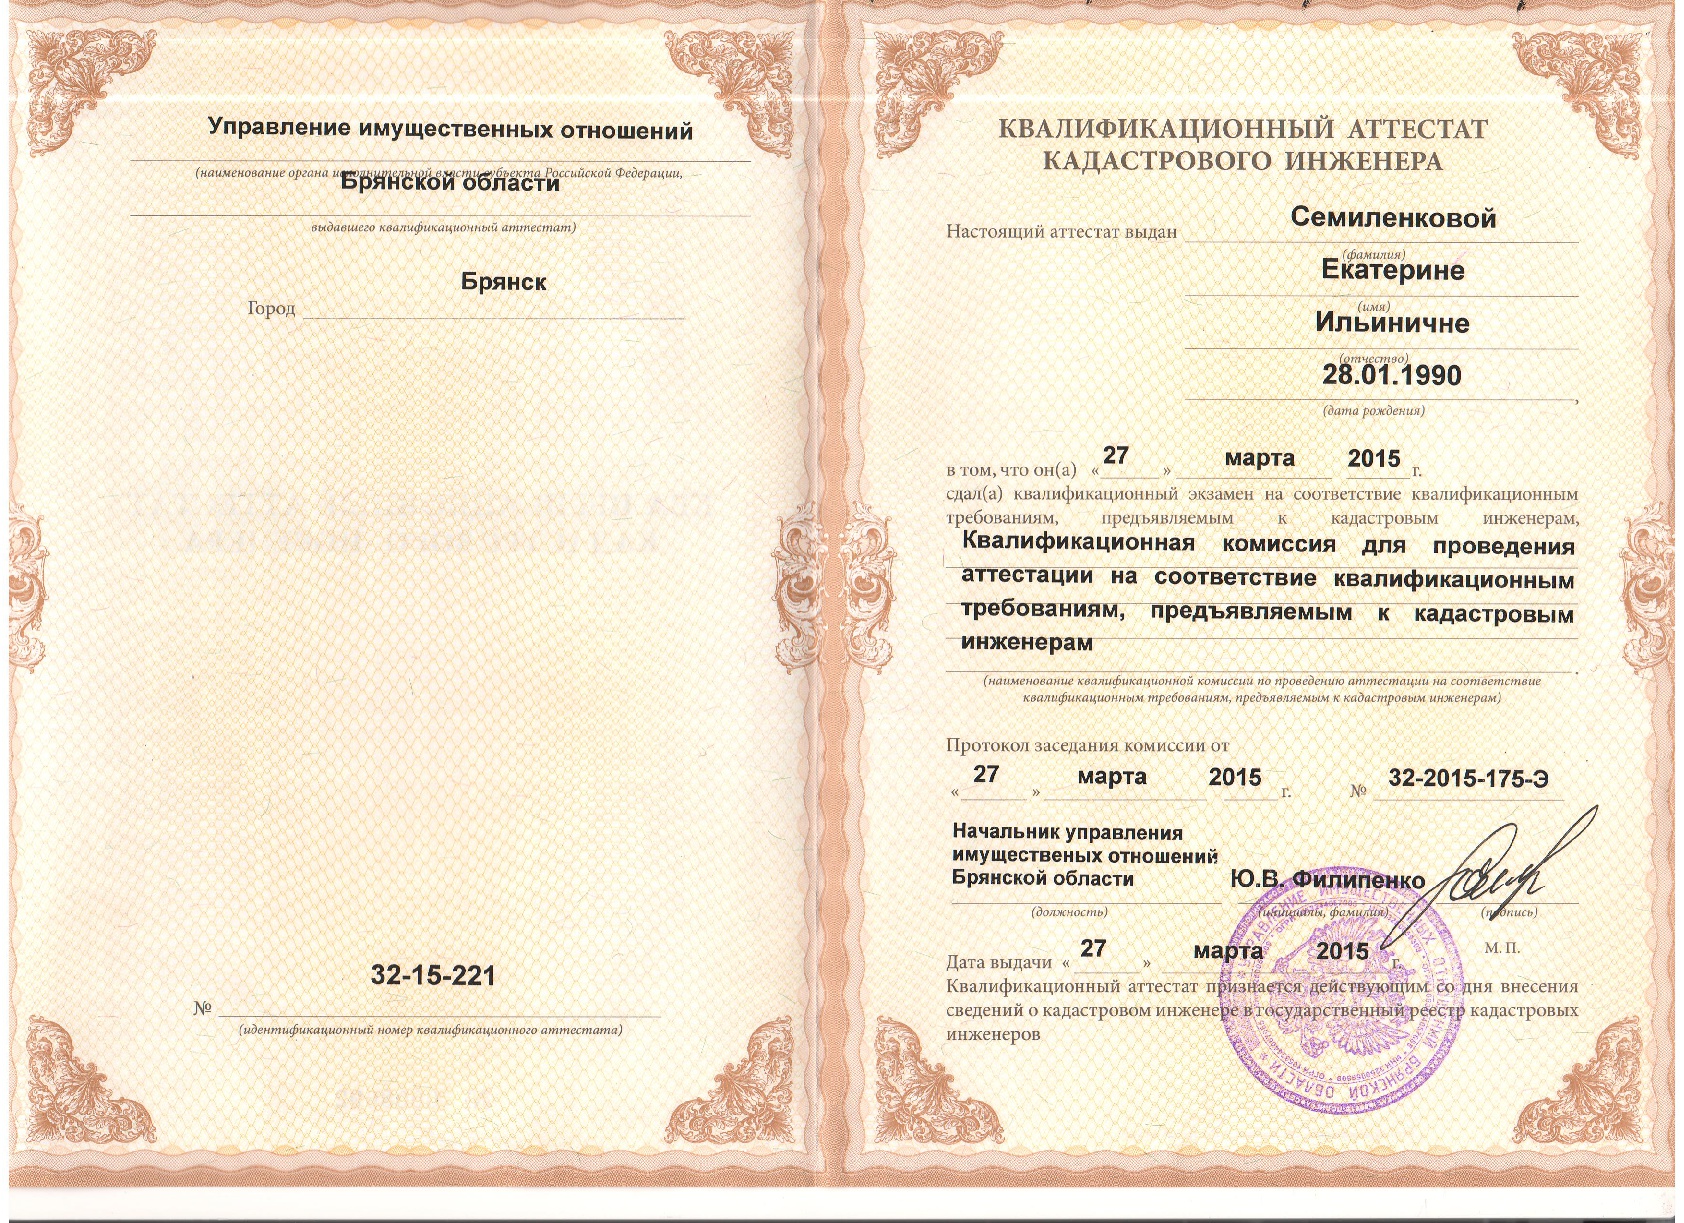 Управление имущественных отношений
(наименование органа исполнительной власти субъекта Российской Федерации,
Брянской области
выдавшего квалификационный аттестат)
Брянск
Город
32-15-221
№
(идентификационный номер квалификационного аттестата)
КВАЛИФИКАЦИОННЫЙ АТТЕСТАТ
КАДАСТРОВОГО ИНЖЕНЕРА
Настоящий аттестат выдан Семиленковой
(фамилия)
Екатерине
(имя)
Ильиничне
(отчество)
28.01.1990
,
(дата рождения)
в том, что он(а) « 27 » марта 2015 г.
сдал(а) квалификационный экзамен на соответствие квалификационным
требованиям, предъявляемым к кадастровым инженерам,
Квалификационная комиссия для проведения
аттестации на соответствие квалификационным
требованиям, предъявляемым к кадастровым
инженерам
.
(наименование квалификационной комиссии по проведению аттестации на соответствие
квалификационным требованиям, предъявляемым к кадастровым инженерам)
Протокол заседания комиссии от
« 27 » марта 2015 г. № 32-2015-175-Э
Начальник управления
имущественых отношений
Брянской области Ю.В. Филипенко
(должность) (инициалы, фамилия) (подпись)
М. П.
Дата выдачи « 27 » марта 2015 г.
Квалификационный аттестат признается действующим со дня внесения
сведений о кадастровом инженере в государственный реестр кадастровых
инженеров
УПРАВЛЕНИЕ ИМУЩЕСТВЕННЫХ ОТНОШЕНИЙ БРЯНСКОЙ ОБЛАСТИ